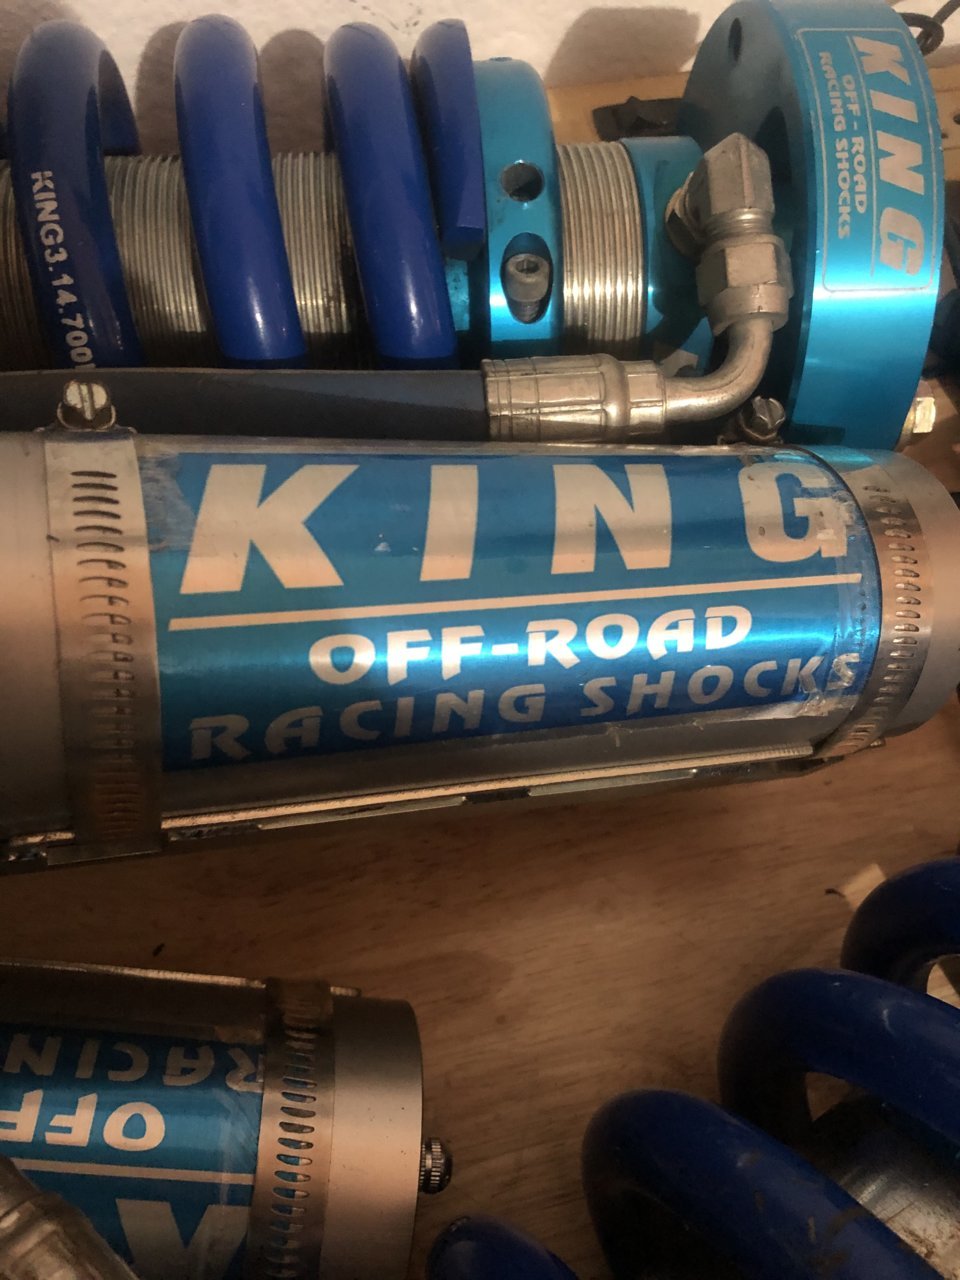 KING
OFF-ROAD
RACING SHOCKS
KING3.14.700
KING
OFF-ROAD
RACING SHOCKS
RACIN
OFF